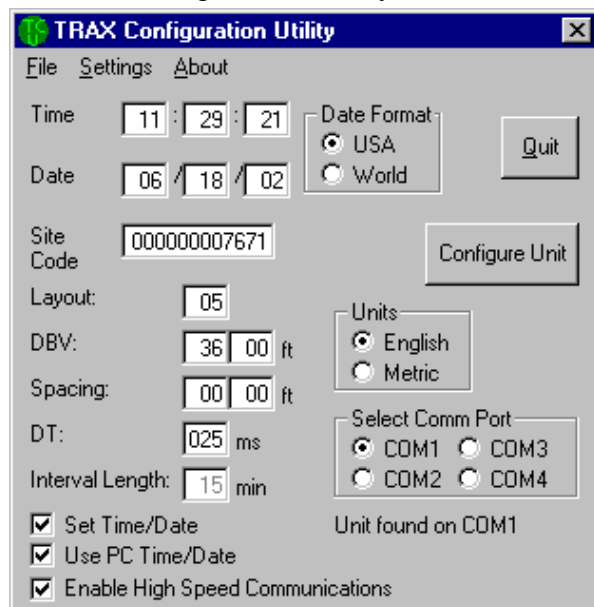 TRAX Configuration Utility
File Settings About
Time 11 : 29 : 21
Date Format
USA
World
Quit
Date 06 / 18 / 02
Site Code 000000007671
Configure Unit
Layout: 05
DBV: 36 00 ft
Units
English
Metric
Spacing: 00 00 ft
DT: 025 ms
Select Comm Port
COM1 COM3
COM2 COM4
Interval Length: 15 min
Set Time/Date
Unit found on COM1
Use PC Time/Date
Enable High Speed Communications